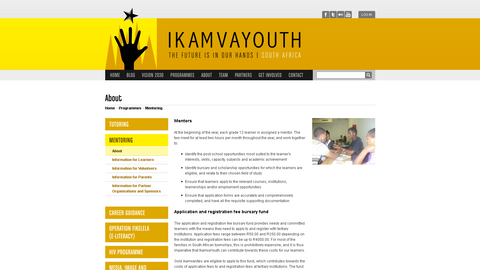 LOG IN
IKAMVAYOUTH
THE FUTURE IS IN OUR HANDS | SOUTH AFRICA
HOME BLOG VISION 2030 PROGRAMMES ABOUT TEAM PARTNERS GET INVOLVED CONTACT
About
Home Programmes Mentoring
TUTORING
MENTORING
About
Information for Learners
Information for Volunteers
Information for Parents
Information for Partner
Organisations and Sponsors
CAREER GUIDANCE
OPERATION FIKELELA
(E-LITERACY)
HIV PROGRAMME
MEDIA, IMAGE AND
Mentors
At the beginning of the year, each grade 12 learner is assigned a mentor. The
two meet for at least two hours per month throughout the year, and work together
to:
Identify the post-school opportunities most suited to the learner's
interests, skills, capacity, subjects and academic achievement
Identify bursary and scholarship opportunities for which the learners are
eligible, and relate to their chosen field of study
Ensure that learners apply to the relevant courses, institutions,
learnerships and/or employment opportunities
Ensure that application forms are accurately and comprehensively
completed, and have all the requisite supporting documentation
Application and registration fee bursary fund
The application and registration fee bursary fund provides needy and committed
learners with the means they need to apply to and register with tertiary
institutions. Application fees range between R50.00 and R250.00 depending
on the institution and registration fees can be up to R4000.00. For most of the
families in South African townships, this is prohibitively expensive, and it is thus
imperative that IkamvaYouth can contribute towards these costs for our learners.
Gold IkamvaNites are eligible to apply to this fund, which contributes towards the
costs of application fees to and registration fees at tertiary institutions. The fund